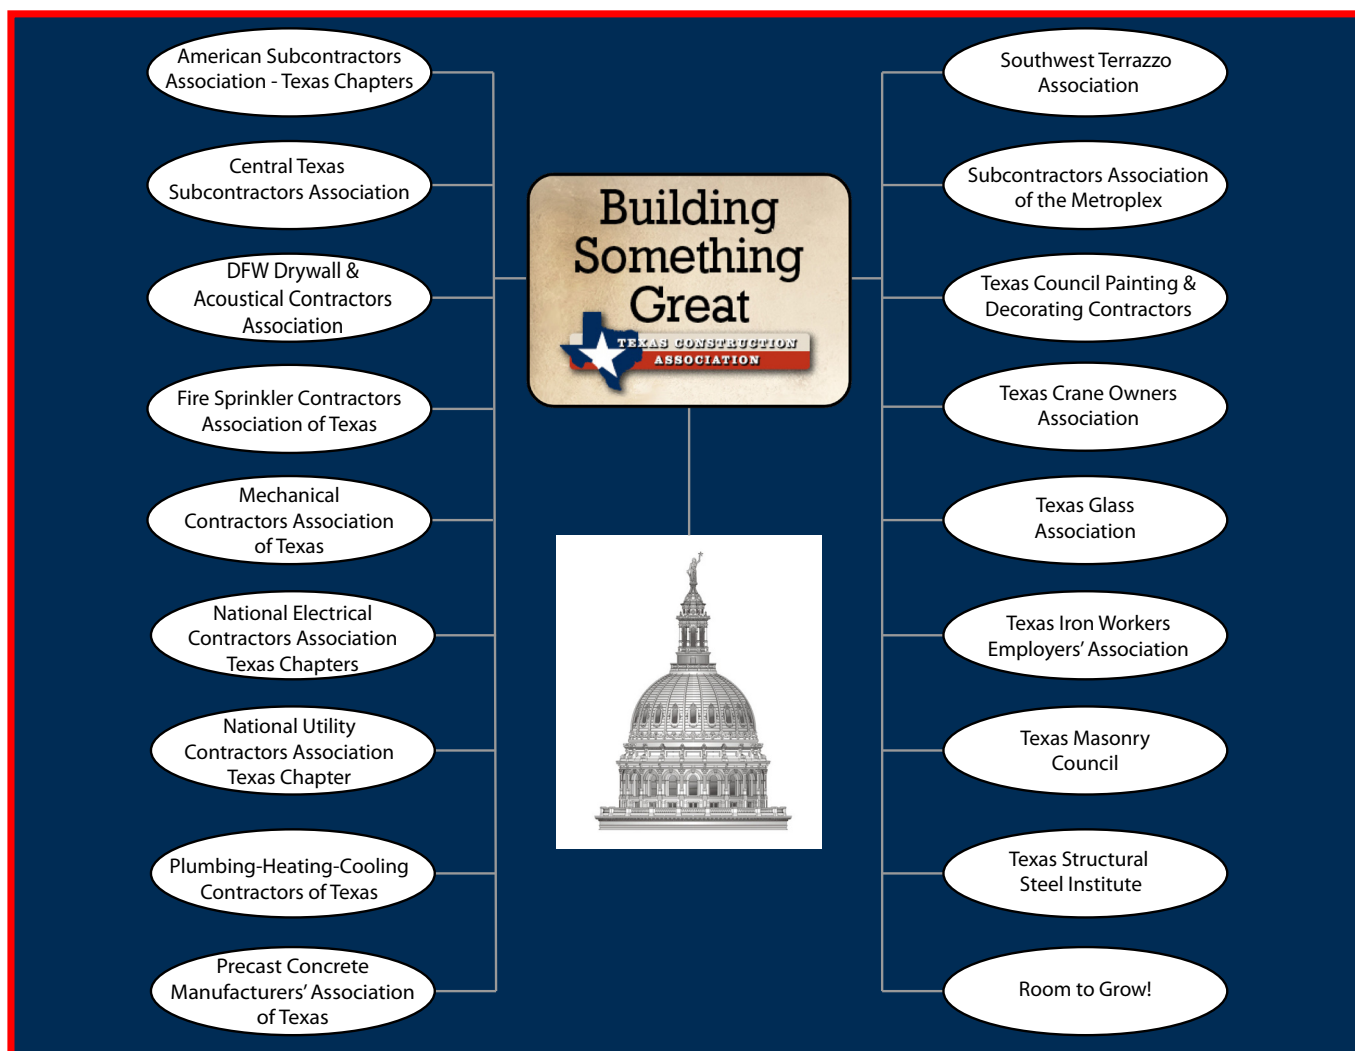 American Subcontractors
Association - Texas Chapters
Central Texas
Subcontractors Association
DFW Drywall &
Acoustical Contractors
Association
Fire Sprinkler Contractors
Association of Texas
Mechanical
Contractors Association
of Texas
National Electrical
Contractors Association
Texas Chapters
National Utility
Contractors Association
Texas Chapter
Plumbing-Heating-Cooling
Contractors of Texas
Precast Concrete
Manufacturers’ Association
of Texas
Building
Something
Great
TEXAS CONSTRUCTION
ASSOCIATION
Southwest Terrazzo
Association
Subcontractors Association
of the Metroplex
Texas Council Painting &
Decorating Contractors
Texas Crane Owners
Association
Texas Glass
Association
Texas Iron Workers
Employers’ Association
Texas Masonry
Council
Texas Structural
Steel Institute
Room to Grow!